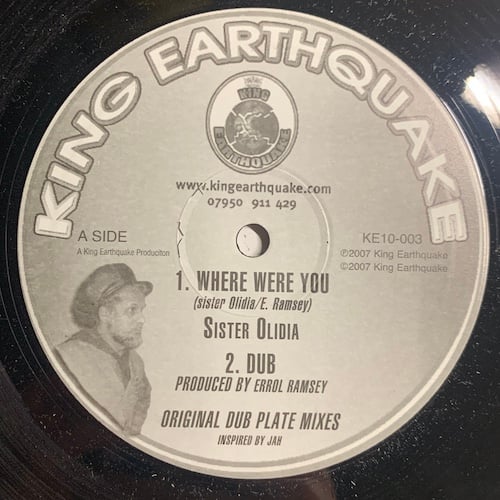 KING EARTHQUAKE
KING
EARTHQUAKE
www.kingearthquake.com
07950 911 429
A SIDE
A King Earthquake Produciton
KE10-003
℗2007 King Earthquake
©2007 King Earthquake
1. WHERE WERE YOU
(sister Olidia/E. Ramsey)
SISTER OLIDIA
2. DUB
PRODUCED BY ERROL RAMSEY
ORIGINAL DUB PLATE MIXES
INSPIRED BY JAH